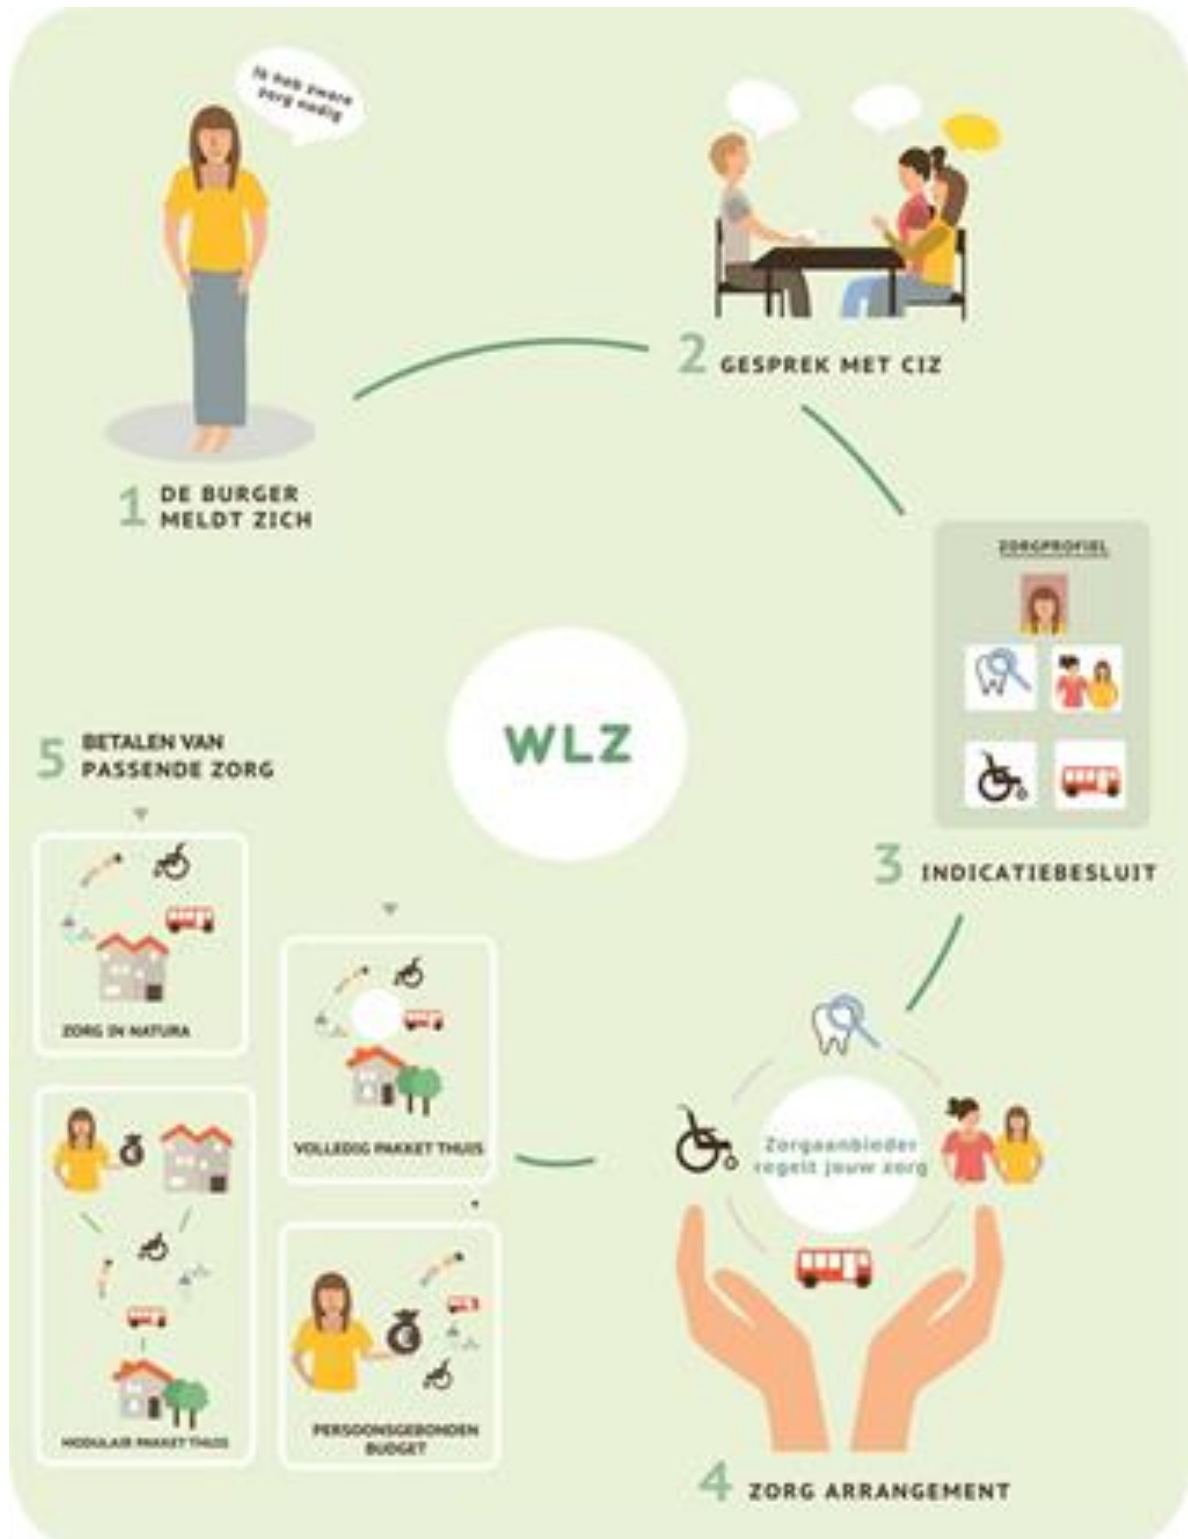 Ik heb zware
zorg nodig
1 DE BURGER
MELDT ZICH
2 GESPREK MET CIZ
ZORGPROFIEL
3 INDICATIEBESLUIT
WLZ
Zorgaanbieder
regelt jouw zorg
4 ZORG ARRANGEMENT
5 BETALEN VAN
PASSENDE ZORG
ZORG IN NATURA
VOLLEDIG PAKKET THUIS
MODULAIR PAKKET THUIS
PERSOONSGEBONDEN
BUDGET